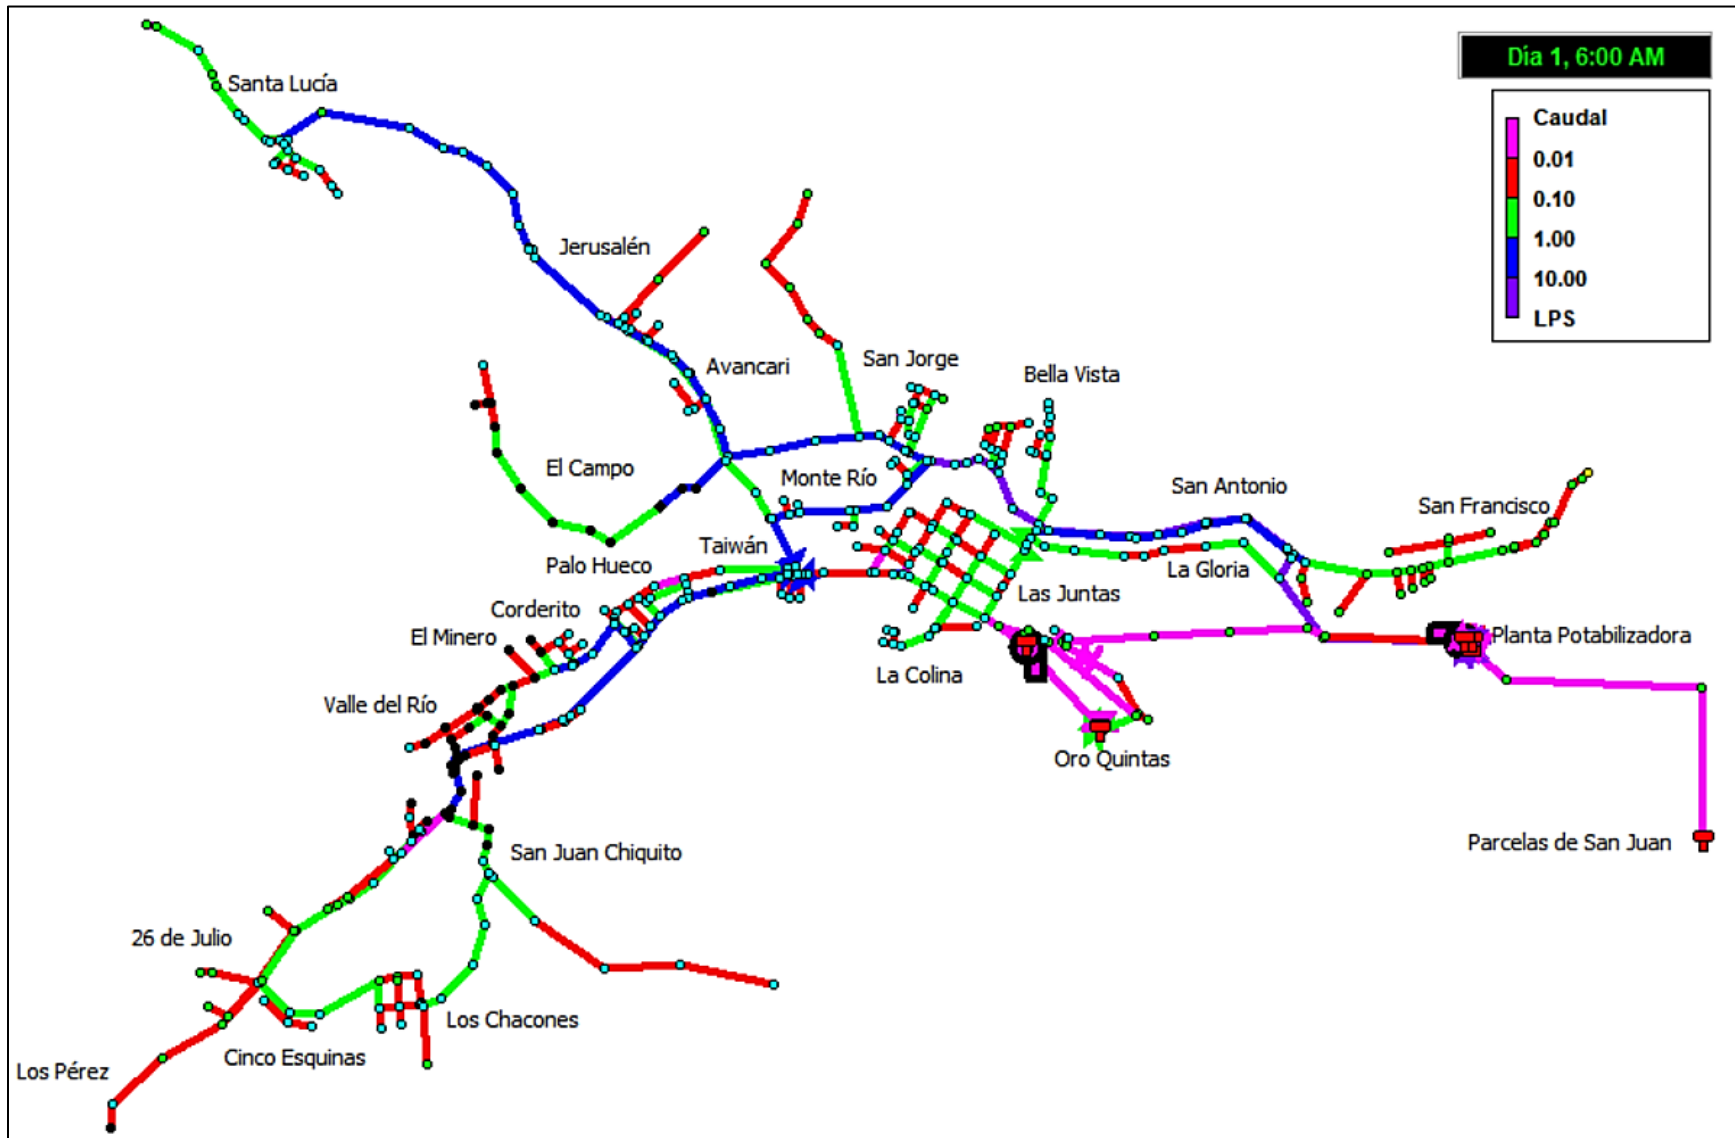 Día 1, 6:00 AM
Caudal
0.01
0.10
1.00
10.00
LPS
Santa Lucía
Jerusalén
Avancari
San Jorge
Bella Vista
El Campo
Monte Río
San Antonio
San Francisco
Taiwán
Palo Hueco
La Gloria
Corderito
Las Juntas
El Minero
Planta Potabilizadora
La Colina
Valle del Río
Oro Quintas
Parcelas de San Juan
San Juan Chiquito
26 de Julio
Los Chacones
Cinco Esquinas
Los Pérez